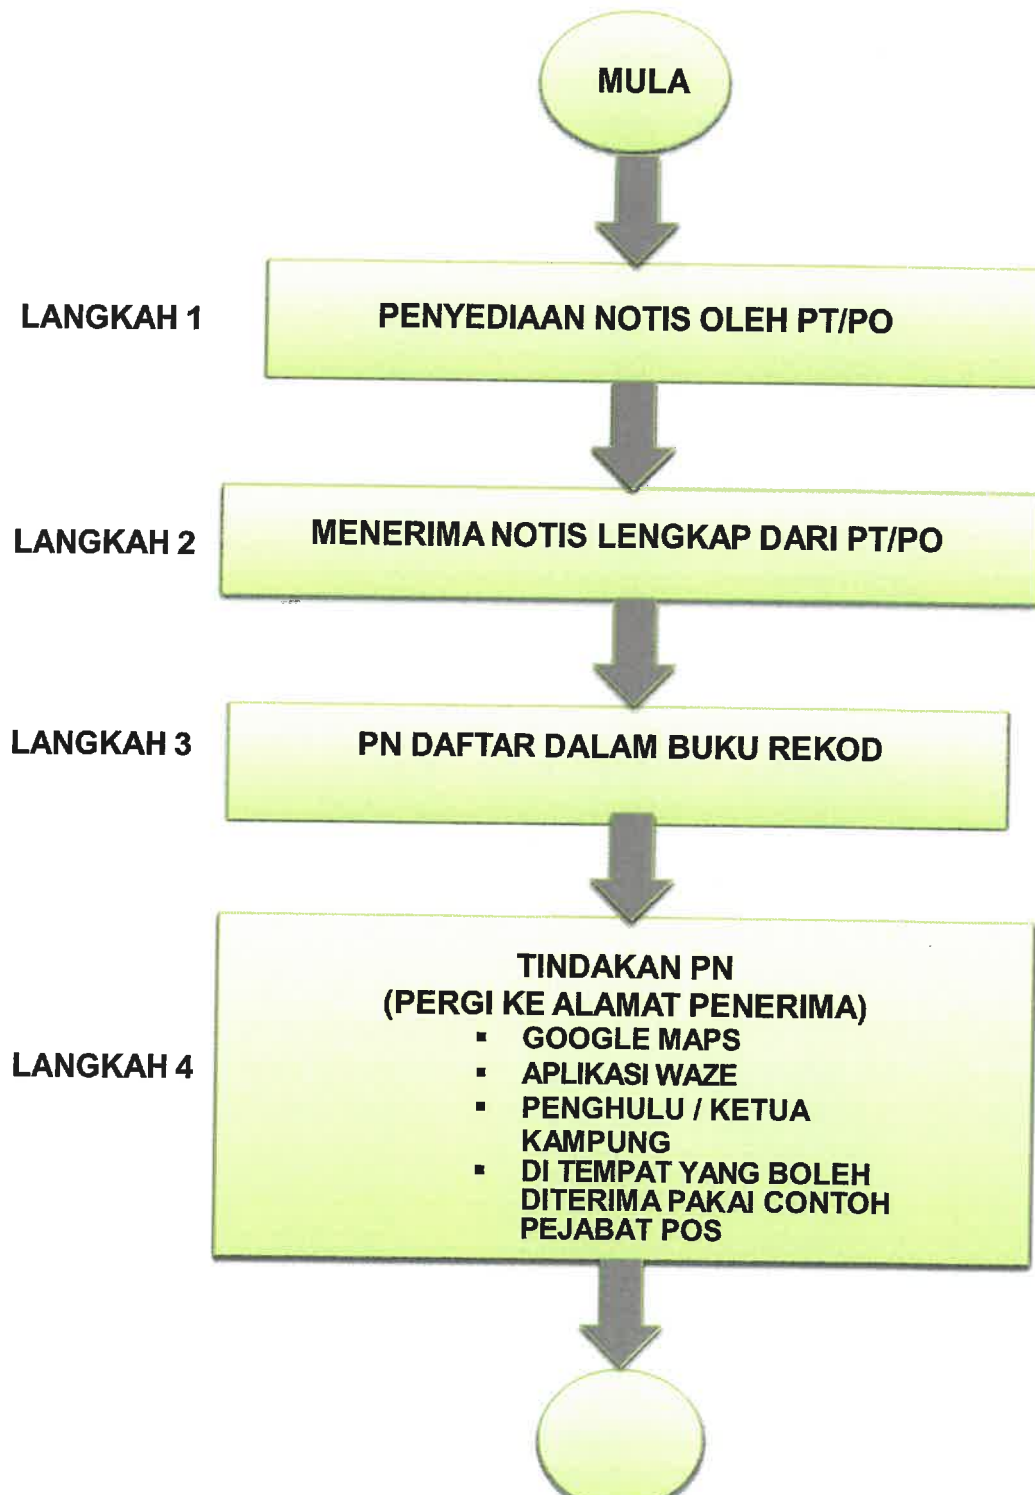 MULA
LANGKAH 1
PENYEDIAAN NOTIS OLEH PT/PO
LANGKAH 2
MENERIMA NOTIS LENGKAP DARI PT/PO
LANGKAH 3
PN DAFTAR DALAM BUKU REKOD
LANGKAH 4
TINDAKAN PN
(PERGI KE ALAMAT PENERIMA)
▪ GOOGLE MAPS
▪ APLIKASI WAZE
▪ PENGHULU / KETUA
KAMPUNG
▪ DI TEMPAT YANG BOLEH
DITERIMA PAKAI CONTOH
PEJABAT POS